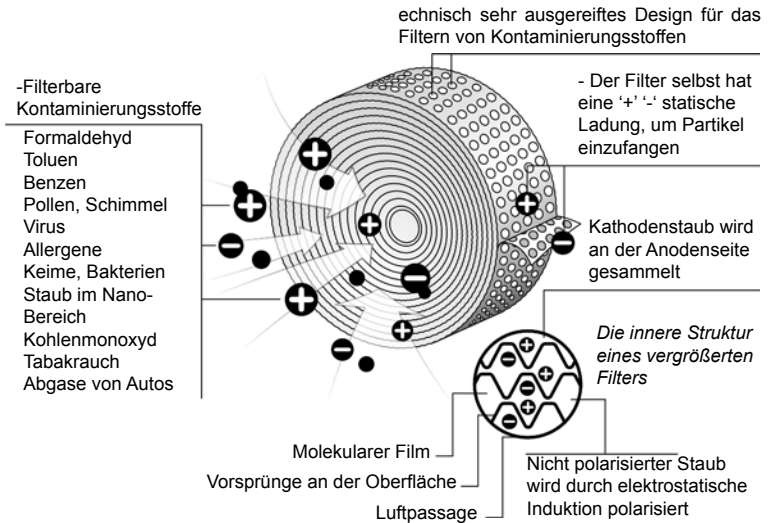 echnisch sehr ausgereiftes Design für das
Filtern von Kontaminierungsstoffen
-Filterbare
Kontaminierungsstoffe
Formaldehyd
Toluen
Benzen
Pollen, Schimmel
Virus
Allergene
Keime, Bakterien
Staub im Nano-
Bereich
Kohlenmonoxyd
Tabakrauch
Abgase von Autos
- Der Filter selbst hat
eine ‘+’ ‘-‘ statische
Ladung, um Partikel
einzufangen
Kathodenstaub wird
an der Anodenseite
gesammelt
Die innere Struktur
eines vergrößerten
Filters
Molekularer Film
Vorsprünge an der Oberfläche
Luftpassage
Nicht polarisierter Staub
wird durch elektrostatische
Induktion polarisiert